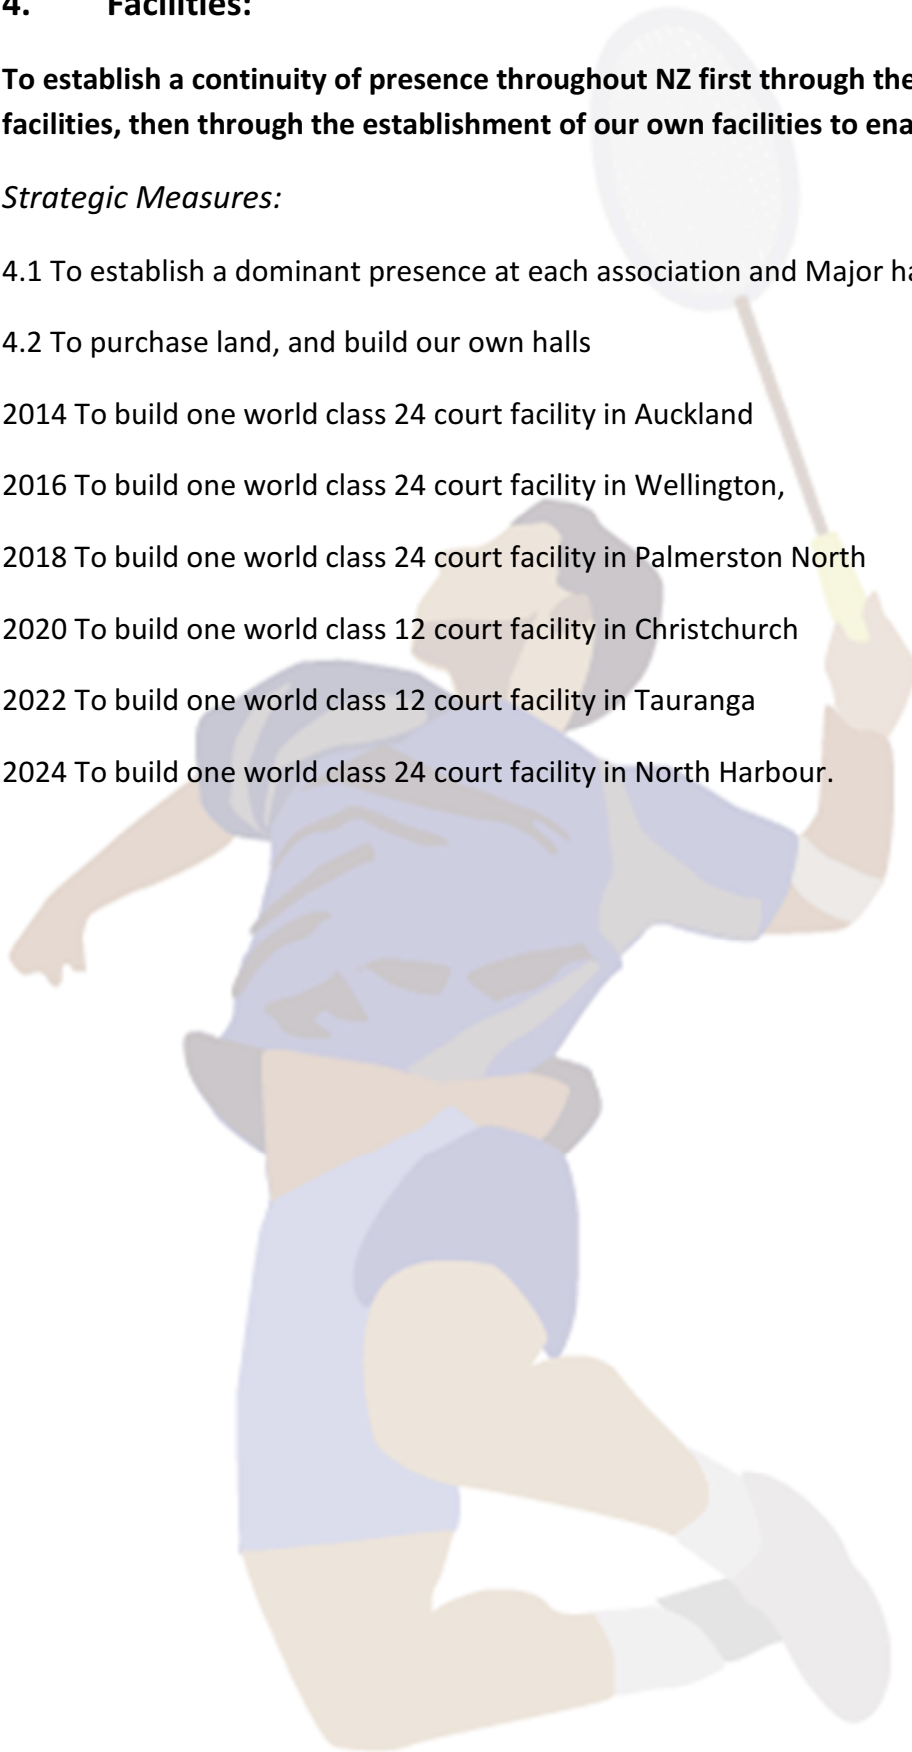 4. Facilities:
To establish a continuity of presence throughout NZ first through the
facilities, then through the establishment of our own facilities to ena
Strategic Measures:
4.1 To establish a dominant presence at each association and Major ha
4.2 To purchase land, and build our own halls
2014 To build one world class 24 court facility in Auckland
2016 To build one world class 24 court facility in Wellington,
2018 To build one world class 24 court facility in Palmerston North
2020 To build one world class 12 court facility in Christchurch
2022 To build one world class 12 court facility in Tauranga
2024 To build one world class 24 court facility in North Harbour.